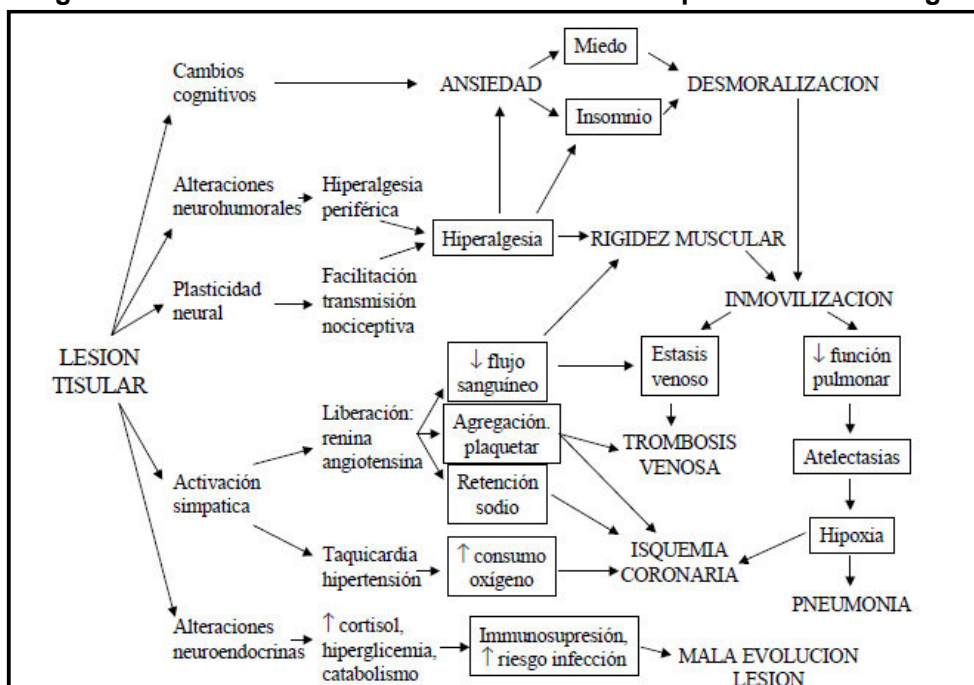 Miedo
Cambios
cognitivos
ANSIEDAD
DESMORALIZACION
Insomnio
Alteraciones
neurohumorales
Hiperalgesia
periférica
Hiperalgesia
RIGIDEZ MUSCULAR
Plasticidad
neural
Facilitación
transmisión
nociceptiva
INMOVILIZACION
LESION
TISULAR
↓ flujo
sanguíneo
Estasis
venoso
↓ función
pulmonar
Liberación:
renina
angiotensina
Agregación.
plaquetar
TROMBOSIS
VENOSA
Atelectasias
Activación
simpatica
Retención
sodio
Hipoxia
Taquicardia
hipertensión
↑ consumo
oxígeno
ISQUEMIA
CORONARIA
PNEUMONIA
Alteraciones
neuroendocrinas
↑ cortisol,
hiperglicemia,
catabolismo
Immunosupresión,
↑ riesgo infección
MALA EVOLUCION
LESION